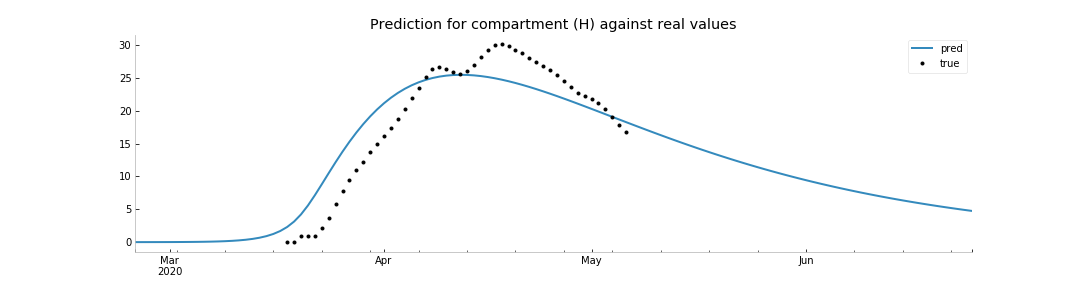 Prediction for compartment (H) against real values
30
25
20
15
10
5
0
pred
true
Mar
2020
Apr
May
Jun